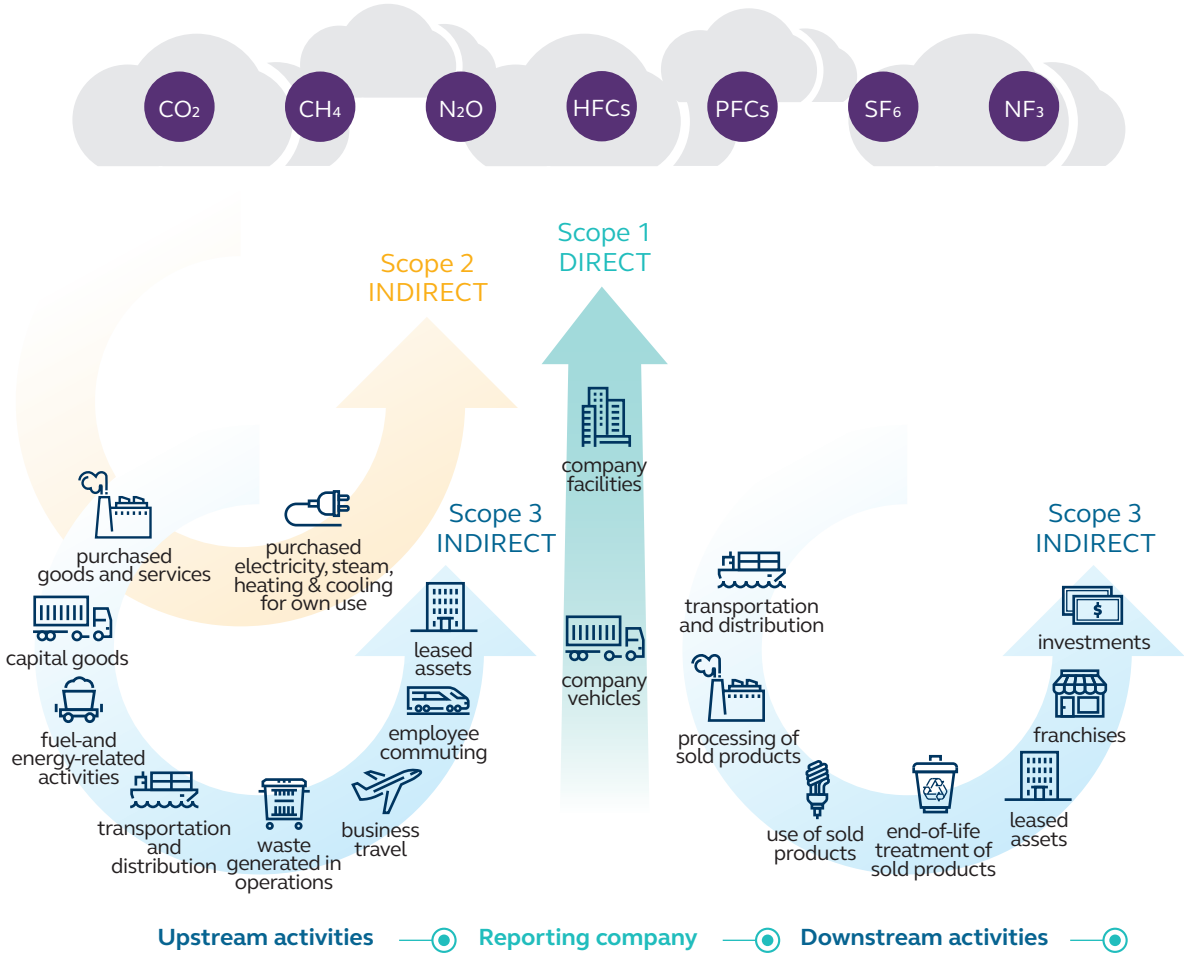 CO₂
CH₄
N₂O
HFCs
PFCs
SF₆
NF₃
Scope 2
INDIRECT
Scope 1
DIRECT
purchased
goods and services
capital goods
fuel-and
energy-related
activities
transportation
and
distribution
waste
generated in
operations
business
travel
employee
commuting
leased
assets
Scope 3
INDIRECT
purchased
electricity, steam,
heating & cooling
for own use
company
facilities
company
vehicles
transportation
and distribution
processing of
sold products
use of sold
products
end-of-life
treatment of
sold products
leased
assets
franchises
$
investments
Scope 3
INDIRECT
Upstream activities
Reporting company
Downstream activities